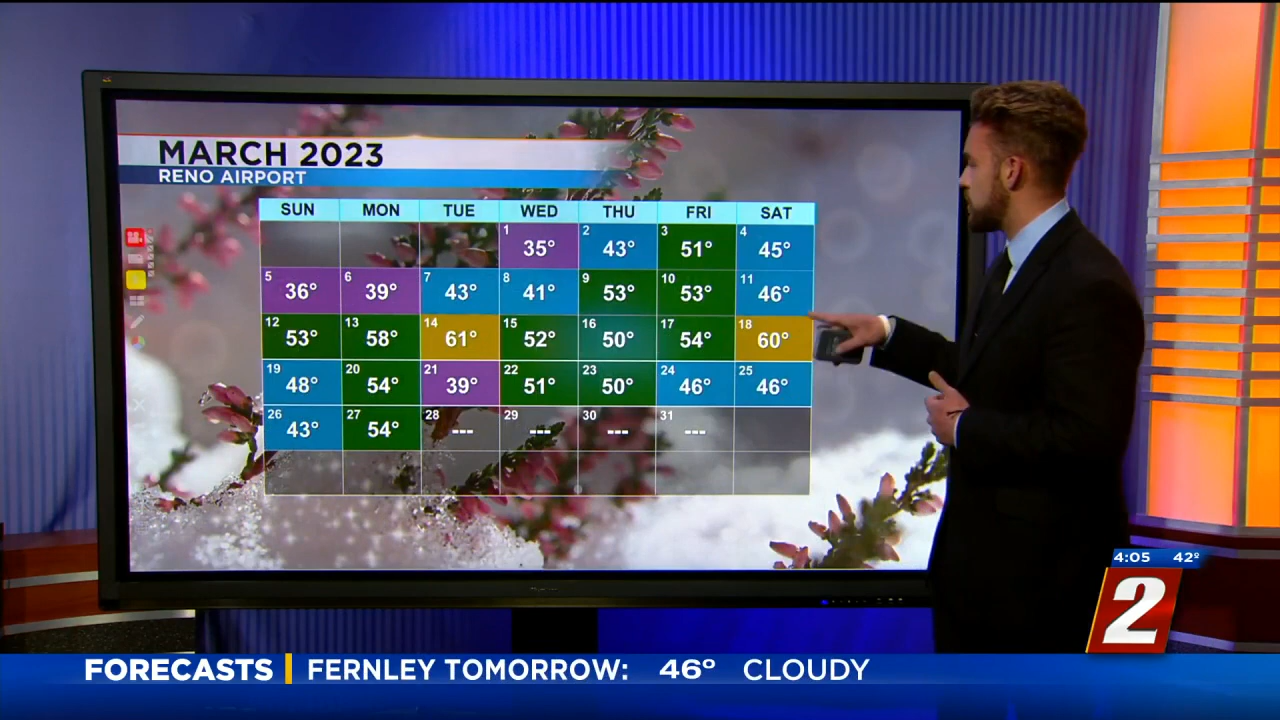 MARCH 2023
RENO AIRPORT
SUN MON TUE WED THU FRI SAT
1 35° 2 43° 3 51° 4 45°
5 36° 6 39° 7 43° 8 41° 9 53° 10 53° 11 46°
12 53° 13 58° 14 61° 15 52° 16 50° 17 54° 18 60°
19 48° 20 54° 21 39° 22 51° 23 50° 24 46° 25 46°
26 43° 27 54° 28 --- 29 --- 30 --- 31 ---
4:05 42°
2
FORECASTS FERNLEY TOMORROW: 46° CLOUDY